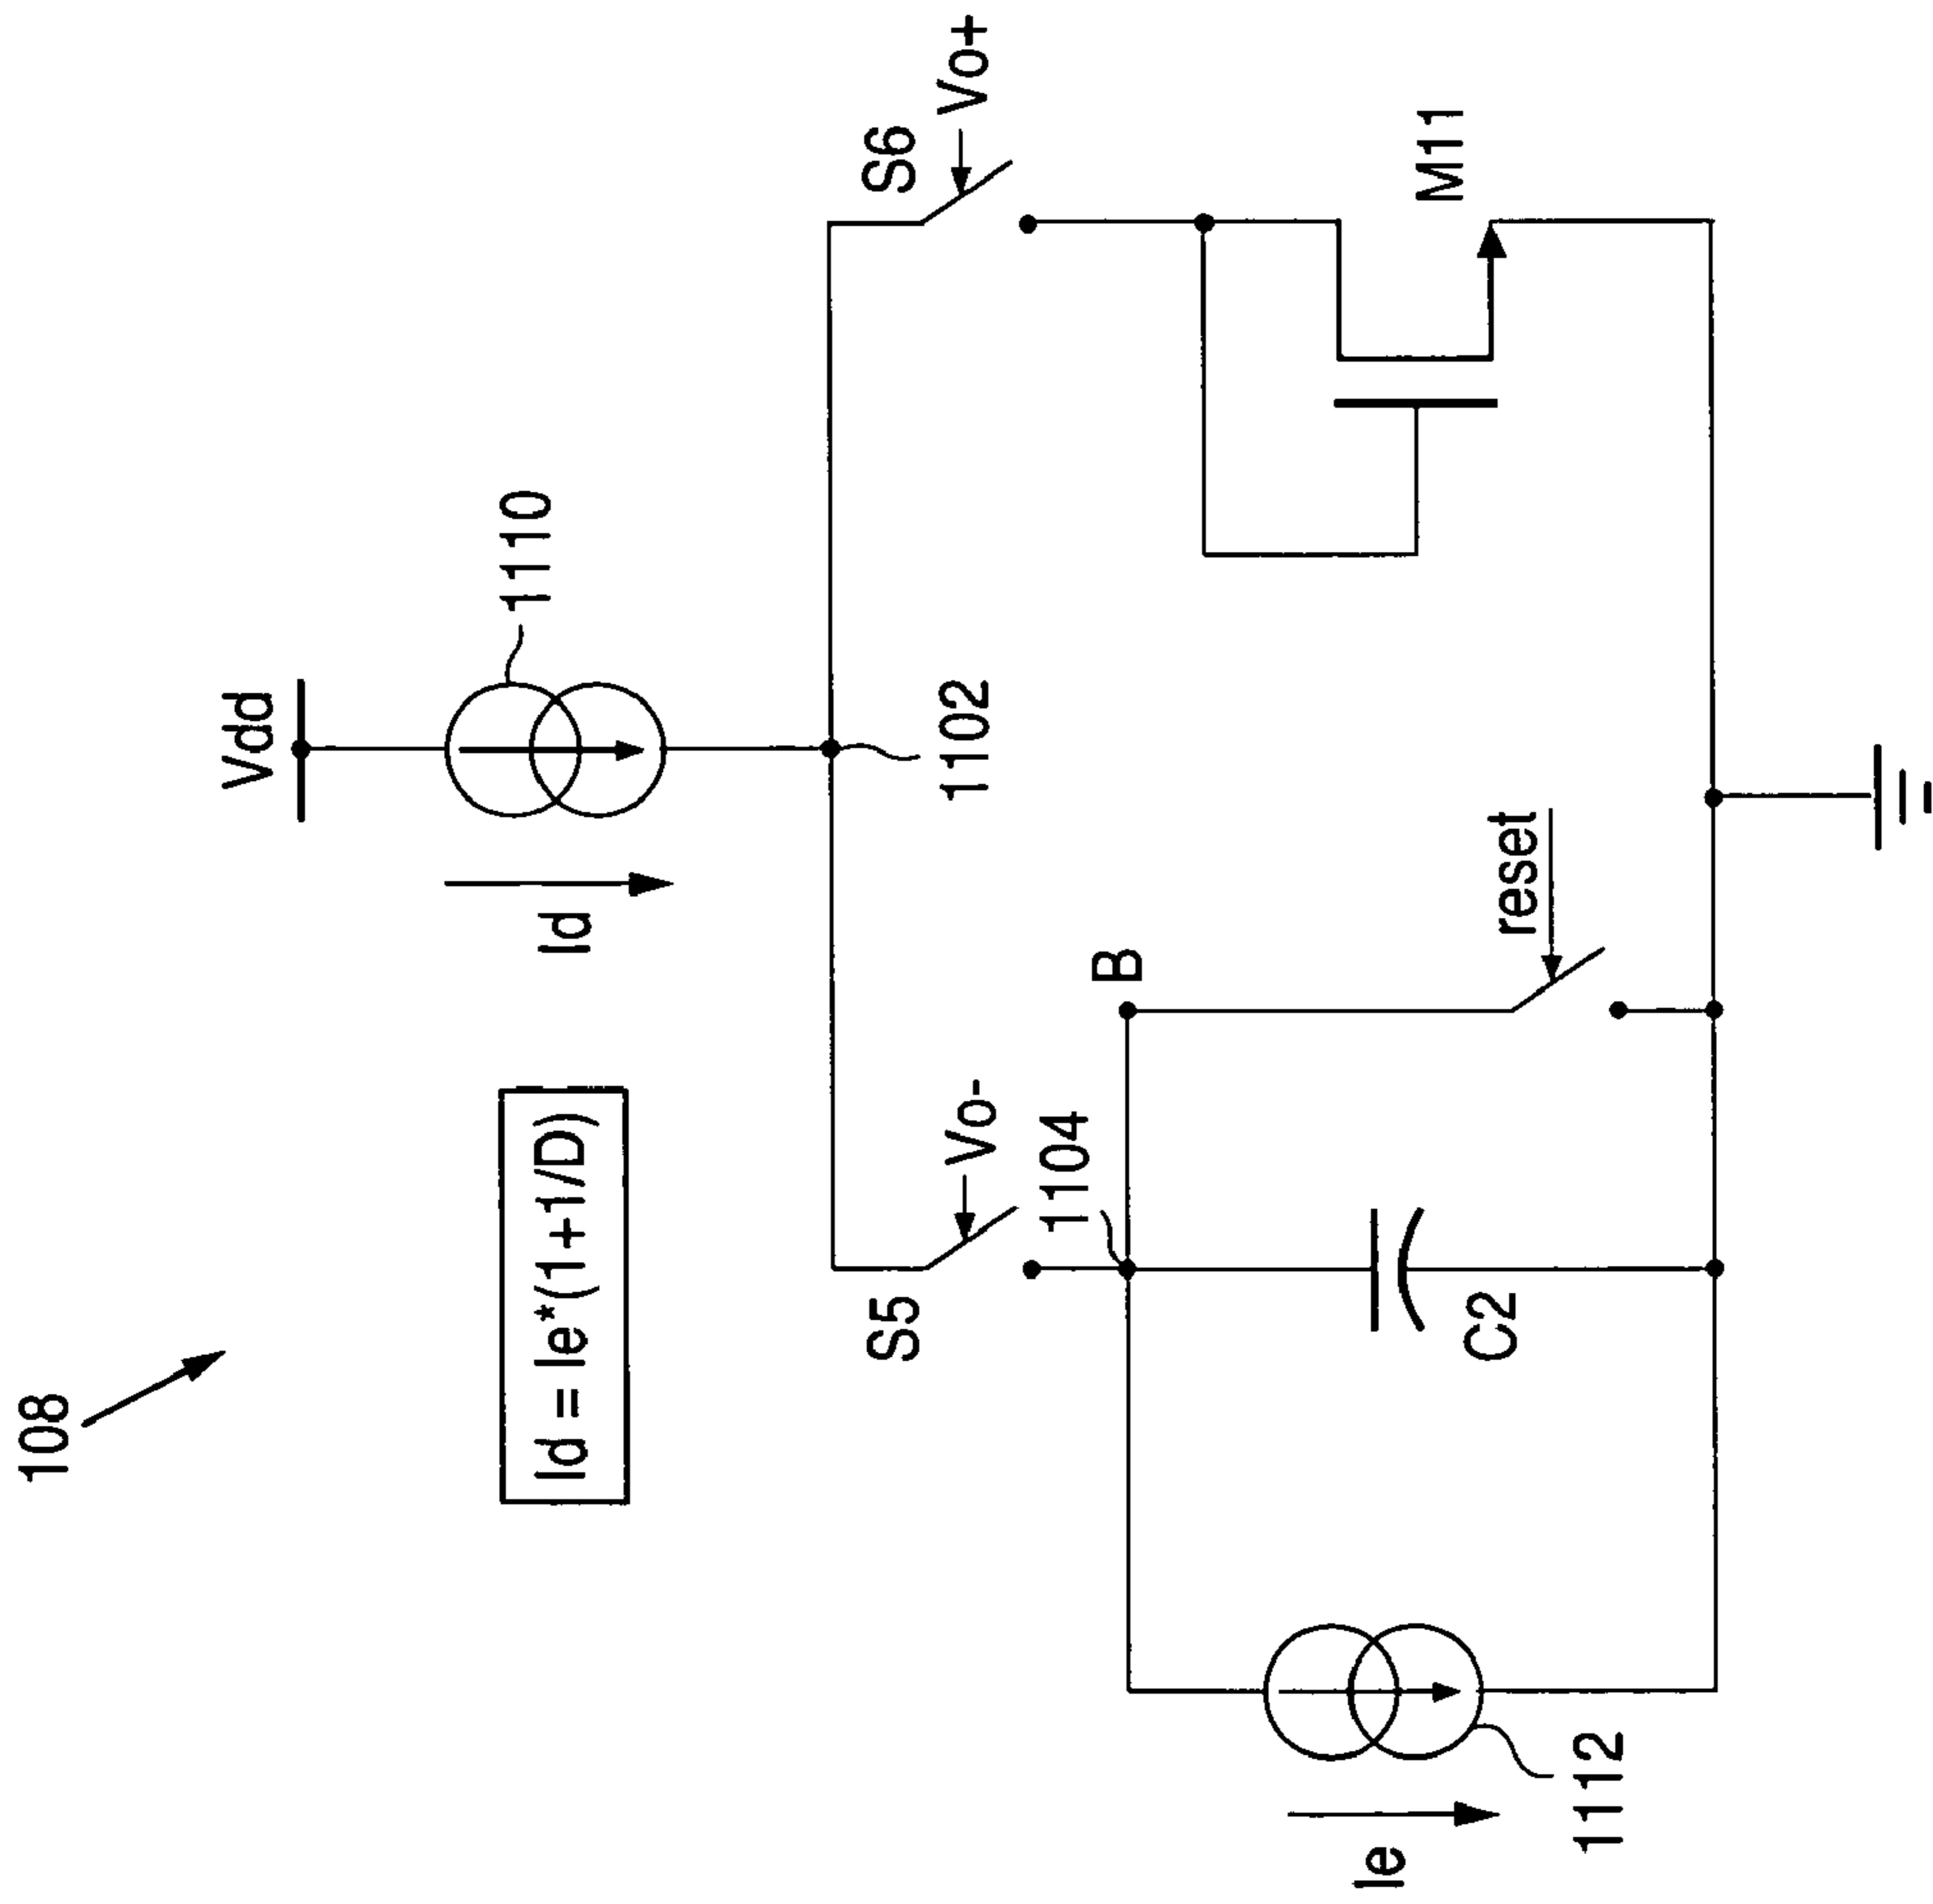 108
Id = Ie*(1+1/D)
Vdd
1110
Id
1102
S5
Vo-
S6
Vo+
1104
B
C2
reset
M11
Ie
1112